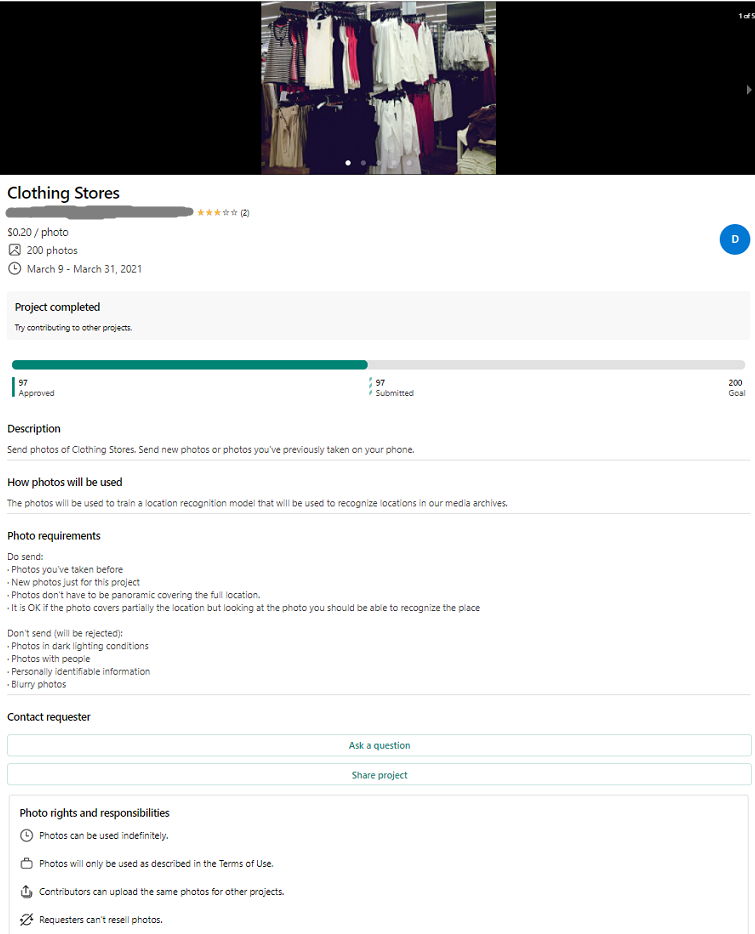 1 of 5
Clothing Stores
(2)
$0.20 / photo
200 photos
D
March 9 - March 31, 2021
Project completed
Try contributing to other projects.
97
97
200
Approved
Submitted
Goal
Description
Send photos of Clothing Stores. Send new photos or photos you've previously taken on your phone.
How photos will be used
The photos will be used to train a location recognition model that will be used to recognize locations in our media archives.
Photo requirements
Do send:
· Photos you've taken before
· New photos just for this project
· Photos don't have to be panoramic covering the full location.
· It is OK if the photo covers partially the location but looking at the photo you should be able to recognize the place
Don't send (will be rejected):
· Photos in dark lighting conditions
· Photos with people
· Personally identifiable information
· Blurry photos
Contact requester
Ask a question
Share project
Photo rights and responsibilities
Photos can be used indefinitely.
Photos will only be used as described in the Terms of Use.
Contributors can upload the same photos for other projects.
Requesters can't resell photos.